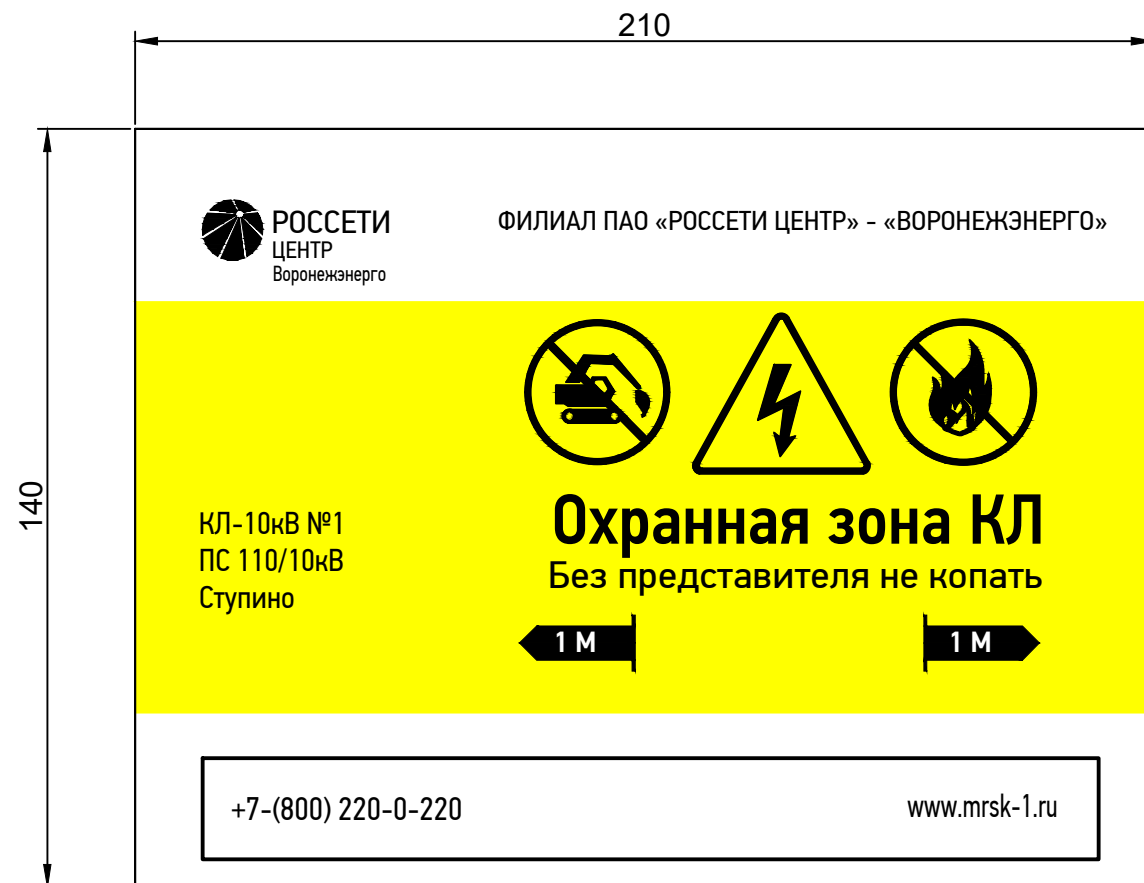 210
140
РОССЕТИ
ЦЕНТР
Воронежэнерго
ФИЛИАЛ ПАО «РОССЕТИ ЦЕНТР» - «ВОРОНЕЖЭНЕРГО»
КЛ-10кВ №1
ПС 110/10кВ
Ступино
Охранная зона КЛ
Без представителя не копать
1 М
1 М
+7-(800) 220-0-220
www.mrsk-1.ru